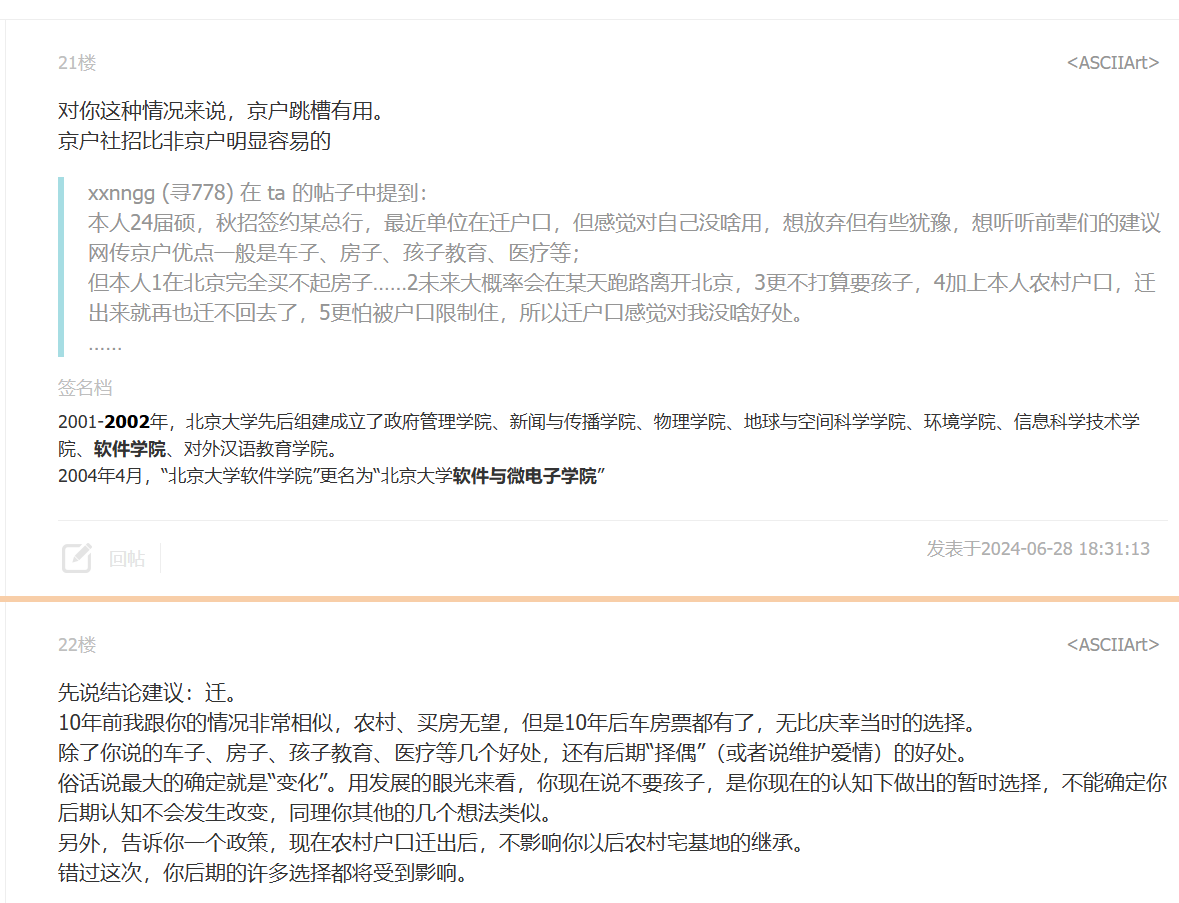 21楼
<ASCIIArt>
对你这种情况来说，京户跳槽有用。
京户社招比非京户明显容易的
xxnngg (寻778) 在 ta 的帖子中提到：
本人24届硕，秋招签约某总行，最近单位在迁户口，但感觉对自己没啥用，想放弃但有些犹豫，想听听前辈们的建议
网传京户优点一般是车子、房子、孩子教育、医疗等；
但本人1在北京完全买不起房子……2未来大概率会在某天跑路离开北京，3更不打算要孩子，4加上本人农村户口，迁
出来就再也迁不回去了，5更怕被户口限制住，所以迁户口感觉对我没啥好处。
……
签名档
2001-2002年，北京大学先后组建成立了政府管理学院、新闻与传播学院、物理学院、地球与空间科学学院、环境学院、信息科学技术学
院、软件学院、对外汉语教育学院。
2004年4月，“北京大学软件学院”更名为“北京大学软件与微电子学院”
回帖
发表于2024-06-28 18:31:13
22楼
<ASCIIArt>
先说结论建议：迁。
10年前我跟你的情况非常相似，农村、买房无望，但是10年后车房票都有了，无比庆幸当时的选择。
除了你说的车子、房子、孩子教育、医疗等几个好处，还有后期“择偶”（或者说维护爱情）的好处。
俗话说最大的确定就是“变化”。用发展的眼光来看，你现在说不要孩子，是你现在的认知下做出的暂时选择，不能确定你
后期认知不会发生改变，同理你其他的几个想法类似。
另外，告诉你一个政策，现在农村户口迁出后，不影响你以后农村宅基地的继承。
错过这次，你后期的许多选择都将受到影响。